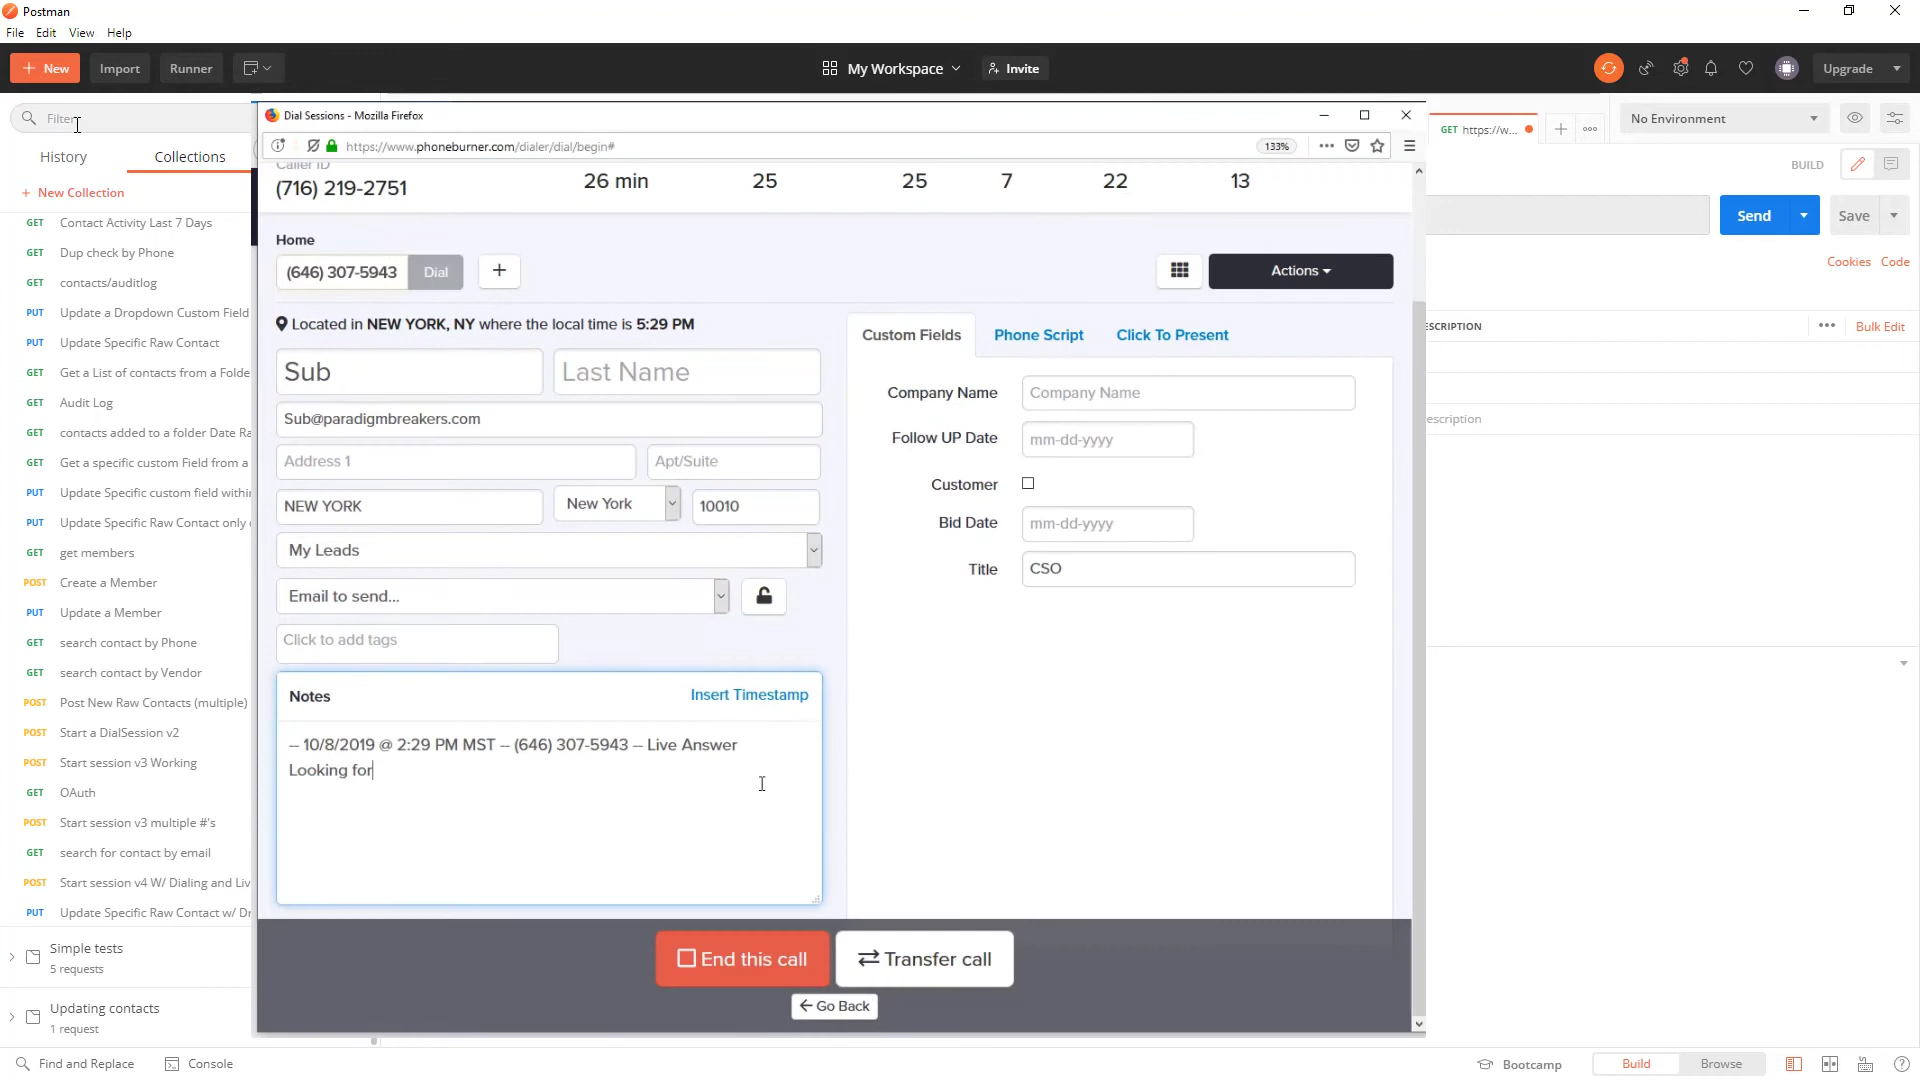 Postman
File Edit View Help
New Import Runner My Workspace Invite Upgrade
Filter
History Collections
+ New Collection
GET Contact Activity Last 7 Days
GET Dup check by Phone
GET contacts/auditlog
PUT Update a Dropdown Custom Field
PUT Update Specific Raw Contact
GET Get a List of contacts from a Folde
GET Audit Log
GET contacts added to a folder Date Ra
GET Get a specific custom Field from a
PUT Update Specific custom field withi
PUT Update Specific Raw Contact only
GET get members
POST Create a Member
PUT Update a Member
GET search contact by Phone
GET search contact by Vendor
POST Post New Raw Contacts (multiple)
POST Start a DialSession v2
POST Start session v3 Working
GET OAuth
POST Start session v3 multiple #'s
GET search for contact by email
POST Start session v4 W/ Dialing and Liv
PUT Update Specific Raw Contact w/ Dr
Simple tests
5 requests
Updating contacts
1 request
Dial Sessions - Mozilla Firefox
https://www.phoneburner.com/dialer/dial/begin#
133%
Caller ID
(716) 219-2751 26 min 25 25 7 22 13
Home
(646) 307-5943 Dial + Actions
Located in NEW YORK, NY where the local time is 5:29 PM
Sub Last Name
Sub@paradigmbreakers.com
Address 1 Apt/Suite
NEW YORK New York 10010
My Leads
Email to send...
Click to add tags
Notes Insert Timestamp
-- 10/8/2019 @ 2:29 PM MST -- (646) 307-5943 -- Live Answer
Looking for
Custom Fields Phone Script Click To Present
Company Name Company Name
Follow UP Date mm-dd-yyyy
Customer
Bid Date mm-dd-yyyy
Title CSO
End this call Transfer call
Go Back
GET https://w... No Environment
BUILD
Send Save
Cookies Code
ESCRIPTION Bulk Edit
escription
Find and Replace Console Bootcamp Build Browse